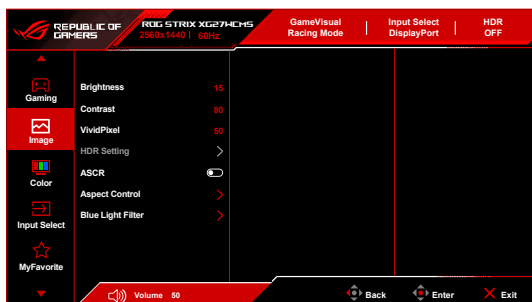 REPUBLIC OF
GAMERS
ROG STRIX XG27HCMS
2560x1440 | 60Hz
GameVisual
Racing Mode
Input Select
DisplayPort
HDR
OFF
Gaming
Image
Color
Input Select
MyFavorite
Brightness 15
Contrast 80
VividPixel 50
HDR Setting
ASCR
Aspect Control
Blue Light Filter
Volume 50
Back
Enter
Exit